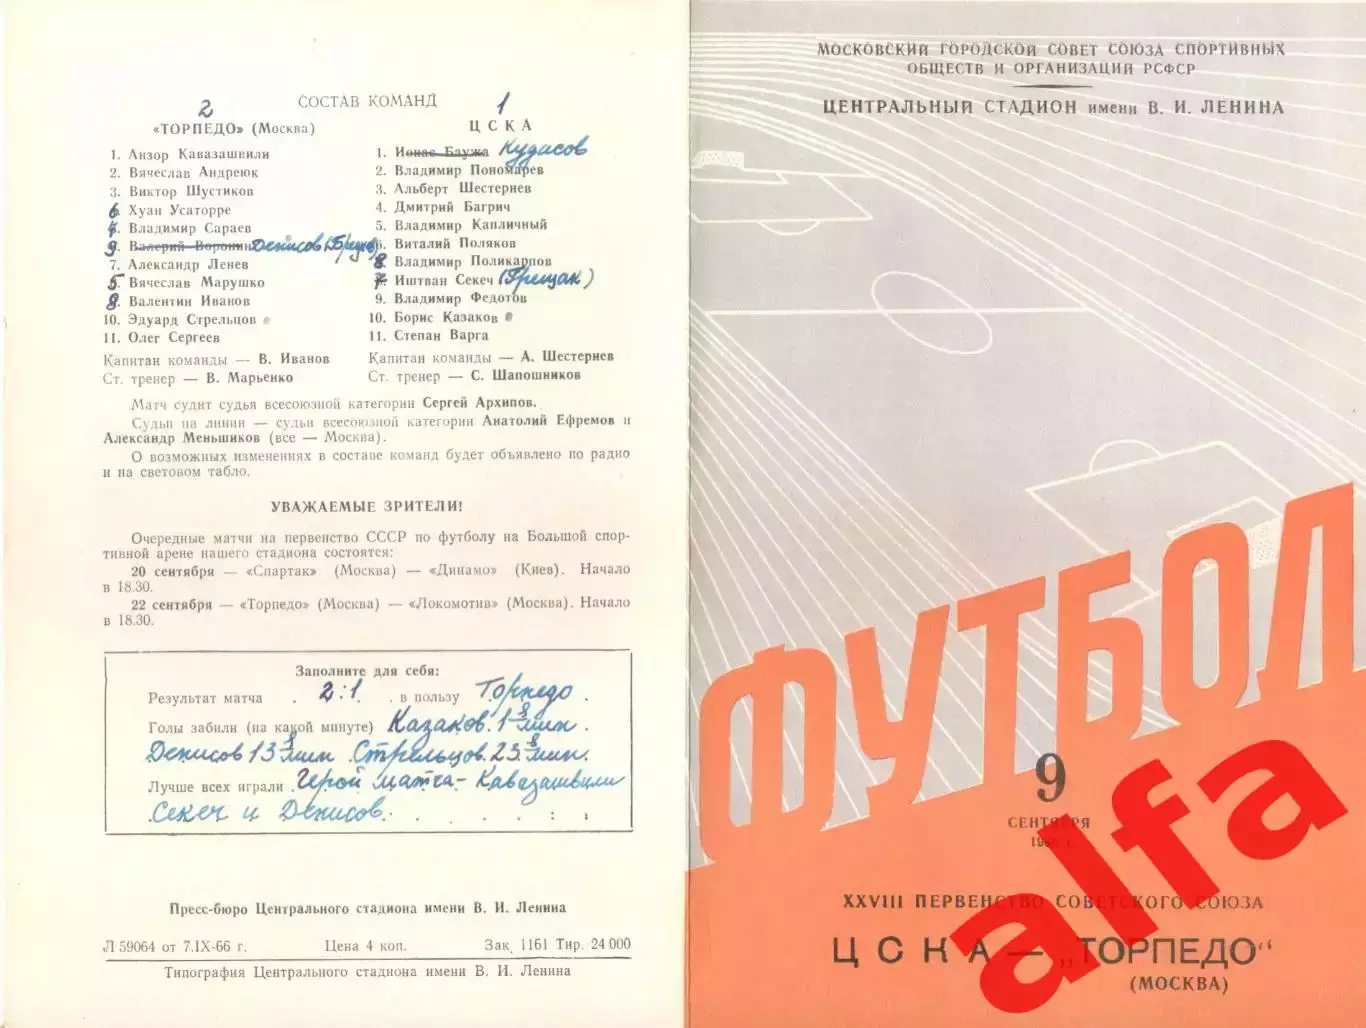 СОСТАВ КОМАНД
2 1
«ТОРПЕДО» (Москва)
1. Анзор Кавазашвили
2. Вячеслав Андреюк
3. Виктор Шустиков
6 Хуан Усаторре
4. Владимир Сараев
9. Валерий Воронин Денисов (Бредн)
7. Александр Ленев
5. Вячеслав Марушко
8. Валентин Иванов
10. Эдуард Стрельцов
11. Олег Сергеев
Капитан команды — В. Иванов
Ст. тренер — В. Марьенко
ЦСКА
1. Ионас Баужа Кудасов
2. Владимир Пономарев
3. Альберт Шестернев
4. Дмитрий Багрич
5. Владимир Капличный
6. Виталий Поляков
8. Владимир Поликарпов
7. Иштван Секеч (Грещак)
9. Владимир Федотов
10. Борис Казаков
11. Степан Варга
Капитан команды — А. Шестернев
Ст. тренер — С. Шапошников
Матч судит судья всесоюзной категории Сергей Архипов.
Судьи на линии — судьи всесоюзной категории Анатолий Ефремов и
Александр Меньшиков (все — Москва).
О возможных изменениях в составе команд будет объявлено по радио
и на световом табло.
УВАЖАЕМЫЕ ЗРИТЕЛИ!
Очередные матчи на первенство СССР по футболу на Большой спор-
тивной арене нашего стадиона состоятся:
20 сентября — «Спартак» (Москва) — «Динамо» (Киев). Начало
в 18.30.
22 сентября — «Торпедо» (Москва) — «Локомотив» (Москва). Начало
в 18.30.
Заполните для себя:
Результат матча . 2:1. . в пользу Торпедо.
Голы забили (на какой минуте) Казаков. 1 8 мин
Денисов 13 8 мин Стрельцов. 23 8 мин.
Лучше всех играли . Герой матча - Кавазашвили
Секеч и Денисов.
Пресс-бюро Центрального стадиона имени В. И. Ленина
Л 59064 от 7.IX-66 г. Цена 4 коп. Зак. 1161 Тир. 24 000
Типография Центрального стадиона имени В. И. Ленина
МОСКОВСКИЙ ГОРОДСКОЙ СОВЕТ СОЮЗА СПОРТИВНЫХ
ОБЩЕСТВ И ОРГАНИЗАЦИЙ РСФСР
ЦЕНТРАЛЬНЫЙ СТАДИОН имени В. И. ЛЕНИНА
ФУТБОЛ
9
СЕНТЯБРЯ
1966 г.
XXVIII ПЕРВЕНСТВО СОВЕТСКОГО СОЮЗА
ЦСКА — „ТОРПЕДО"
(МОСКВА)
alfa